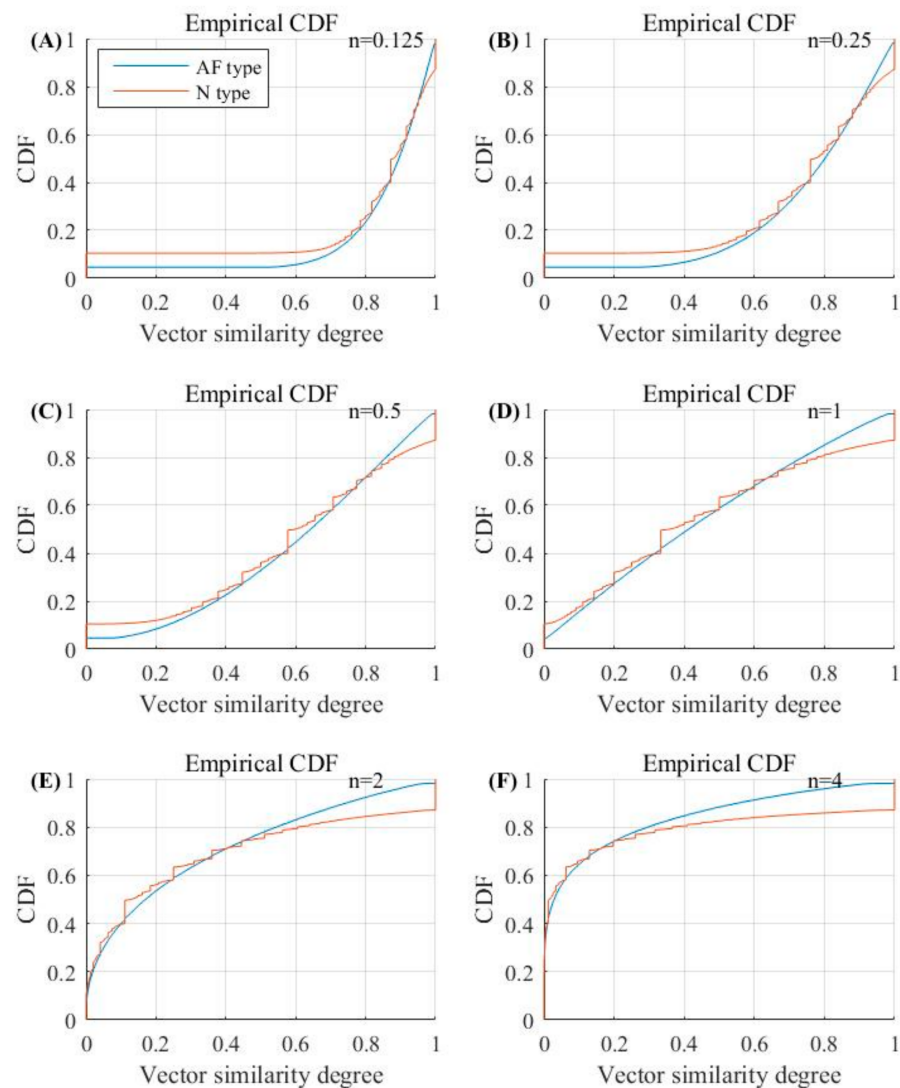 Empirical CDF
(A)
n=0.125
AF type
N type
CDF
1
0.8
0.6
0.4
0.2
0
0 0.2 0.4 0.6 0.8 1
Vector similarity degree
Empirical CDF
(B)
n=0.25
CDF
1
0.8
0.6
0.4
0.2
0
0 0.2 0.4 0.6 0.8 1
Vector similarity degree
Empirical CDF
(C)
n=0.5
CDF
1
0.8
0.6
0.4
0.2
0
0 0.2 0.4 0.6 0.8 1
Vector similarity degree
Empirical CDF
(D)
n=1
CDF
1
0.8
0.6
0.4
0.2
0
0 0.2 0.4 0.6 0.8 1
Vector similarity degree
Empirical CDF
(E)
n=2
CDF
1
0.8
0.6
0.4
0.2
0
0 0.2 0.4 0.6 0.8 1
Vector similarity degree
Empirical CDF
(F)
n=4
CDF
1
0.8
0.6
0.4
0.2
0
0 0.2 0.4 0.6 0.8 1
Vector similarity degree